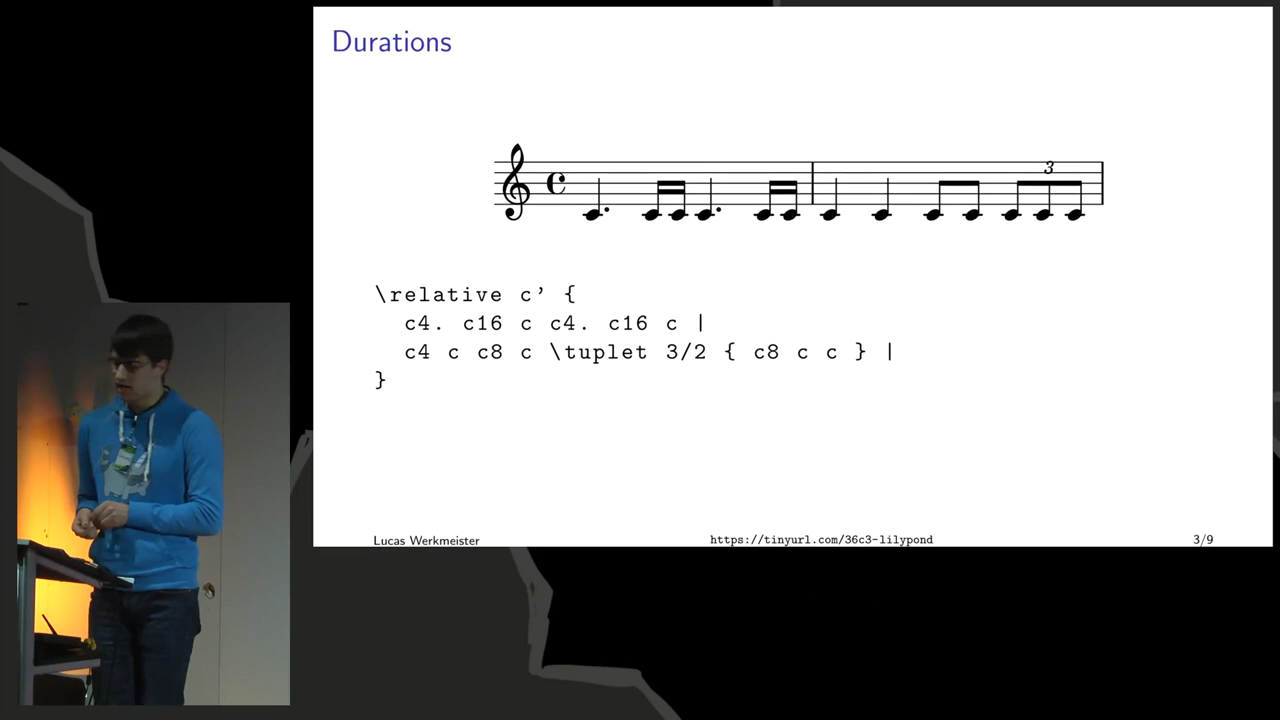 Durations
3
\relative c’ {
c4. c16 c c4. c16 c |
c4 c c8 c \tuplet 3/2 { c8 c c } |
}
Lucas Werkmeister
https://tinyurl.com/36c3-lilypond
3/9